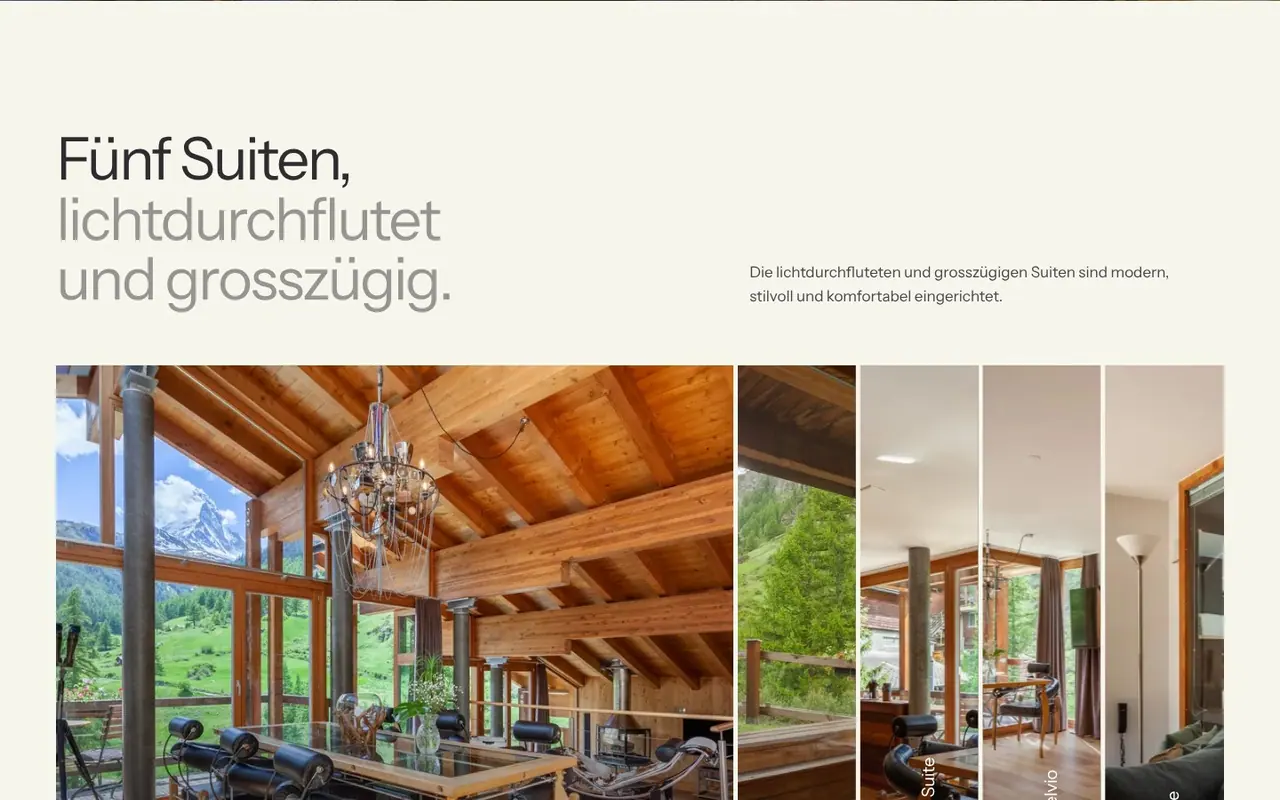 Fünf Suiten,
lichtdurchflutet
und grosszügig.
Die lichtdurchfluteten und grosszügigen Suiten sind modern,
stilvoll und komfortabel eingerichtet.
Suite